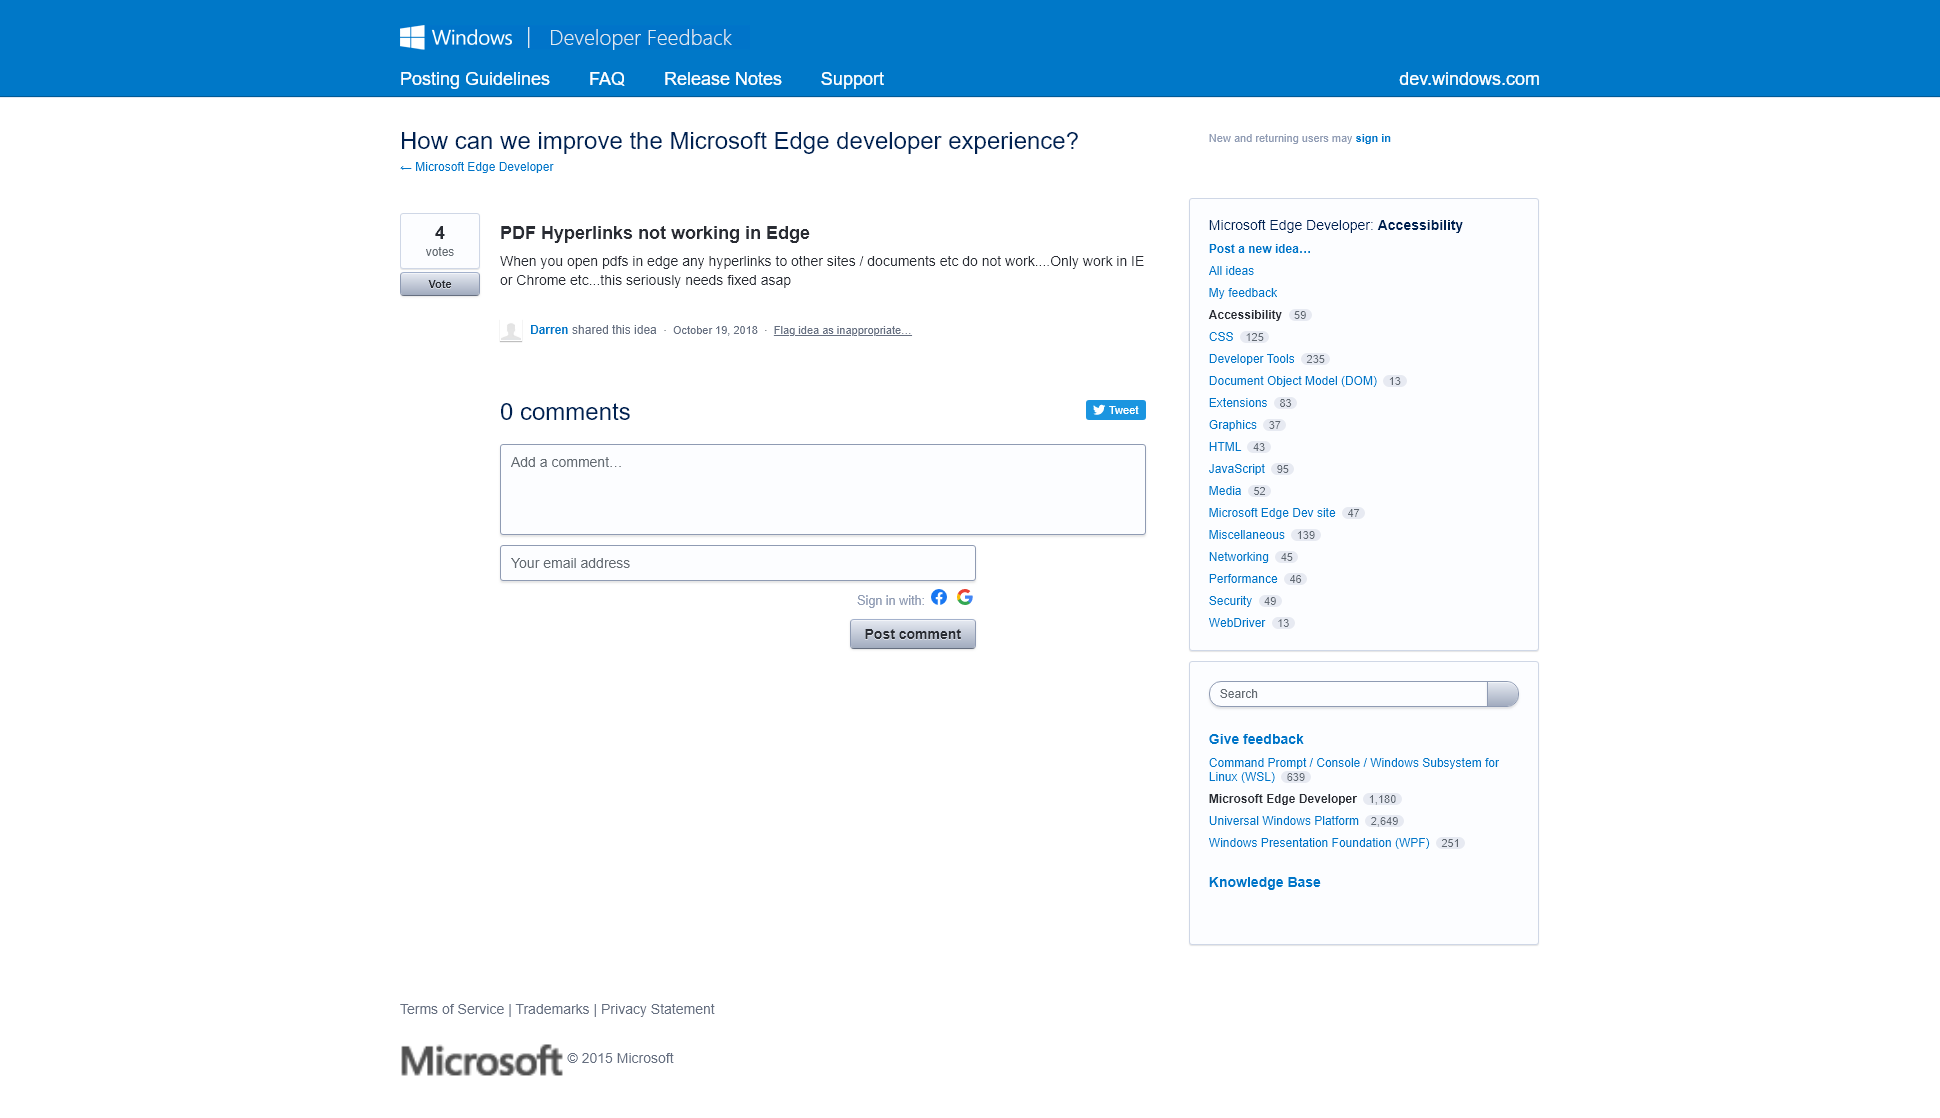 Windows | Developer Feedback
Posting Guidelines FAQ Release Notes Support dev.windows.com
How can we improve the Microsoft Edge developer experience?
← Microsoft Edge Developer
New and returning users may sign in
4
votes
Vote
PDF Hyperlinks not working in Edge
When you open pdfs in edge any hyperlinks to other sites / documents etc do not work....Only work in IE
or Chrome etc...this seriously needs fixed asap
Darren shared this idea · October 19, 2018 · Flag idea as inappropriate…
0 comments
Tweet
Add a comment…
Your email address
Sign in with:
Post comment
Microsoft Edge Developer: Accessibility
Post a new idea…
All ideas
My feedback
Accessibility 59
CSS 125
Developer Tools 235
Document Object Model (DOM) 13
Extensions 83
Graphics 37
HTML 43
JavaScript 95
Media 52
Microsoft Edge Dev site 47
Miscellaneous 139
Networking 45
Performance 46
Security 49
WebDriver 13
Search
Give feedback
Command Prompt / Console / Windows Subsystem for
Linux (WSL) 639
Microsoft Edge Developer 1,180
Universal Windows Platform 2,649
Windows Presentation Foundation (WPF) 251
Knowledge Base
Terms of Service | Trademarks | Privacy Statement
Microsoft © 2015 Microsoft